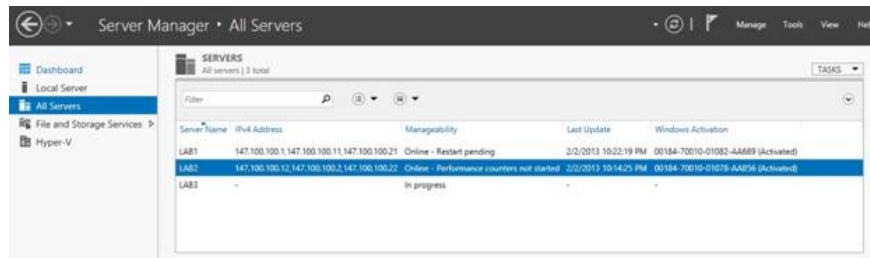 Server Manager • All Servers
Manage Tools View Hel
Dashboard
Local Server
All Servers
File and Storage Services
Hyper-V
SERVERS
All servers | 3 total
TASKS
Filter
Server Name IPv4 Address Manageability Last Update Windows Activation
LAB1 147.100.100.1,147.100.100.11,147.100.100.21 Online - Restart pending 2/2/2013 10:22:19 PM 00184-70010-01082-AA689 (Activated)
LAB2 147.100.100.12,147.100.100.2,147.100.100.22 Online - Performance counters not started 2/2/2013 10:14:25 PM 00184-70010-01078-AA856 (Activated)
LAB3 - In progress - -